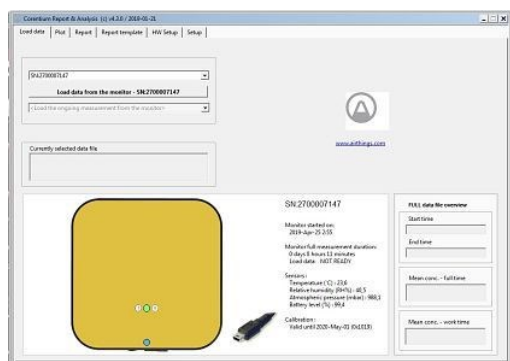 Corentium Report & Analysis (c) v4.3.0 / 2019-01-21
Load data
Plot
Report
Report template
HW Setup
Setup
SN:2700007147
Load data from the monitor - SN:2700007147
<Load the ongoing measurement from the monitor>
Currently selected data file
www.airthings.com
SN:2700007147
Monitor started on:
2019-Apr-25 2:55
Monitor full measurement duration:
0 days 8 hours 11 minutes
Load data: NOT READY
Sensors:
Temperature (˚C) : 23,6
Relative humidity (RH%) : 40,5
Atmospheric pressure (mbar) : 988,1
Battery level (%) : 99,4
Calibration:
Valid until 2020-May-01 (0x1019)
FULL data file overview
Start time
End time
Mean conc. - full time
Mean conc. - work time